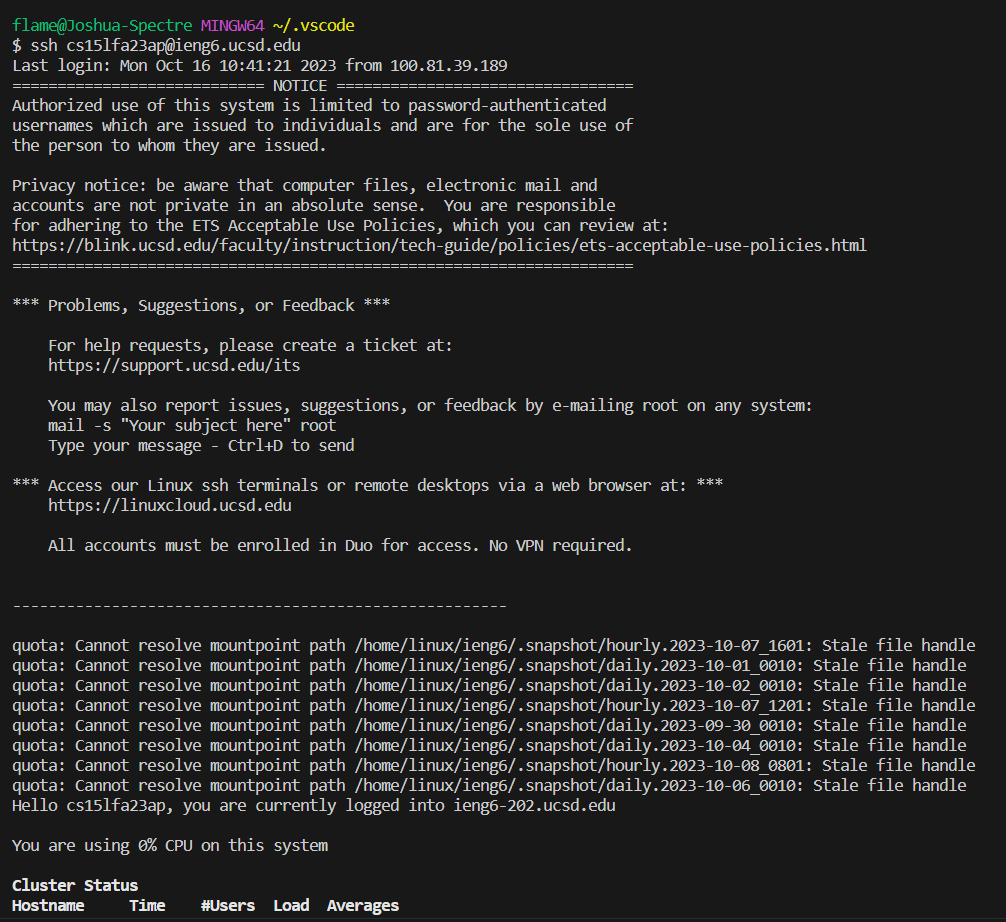 flame@Joshua-Spectre MINGW64 ~/.vscode
$ ssh cs15lfa23ap@ieng6.ucsd.edu
Last login: Mon Oct 16 10:41:21 2023 from 100.81.39.189
============================ NOTICE =================================
Authorized use of this system is limited to password-authenticated
usernames which are issued to individuals and are for the sole use of
the person to whom they are issued.

Privacy notice: be aware that computer files, electronic mail and
accounts are not private in an absolute sense.  You are responsible
for adhering to the ETS Acceptable Use Policies, which you can review at:
https://blink.ucsd.edu/faculty/instruction/tech-guide/policies/ets-acceptable-use-policies.html
=====================================================================

*** Problems, Suggestions, or Feedback ***

    For help requests, please create a ticket at:
    https://support.ucsd.edu/its

    You may also report issues, suggestions, or feedback by e-mailing root on any system:
    mail -s "Your subject here" root
    Type your message - Ctrl+D to send

*** Access our Linux ssh terminals or remote desktops via a web browser at: ***
    https://linuxcloud.ucsd.edu

    All accounts must be enrolled in Duo for access. No VPN required.


-------------------------------------------------------

quota: Cannot resolve mountpoint path /home/linux/ieng6/.snapshot/hourly.2023-10-07_1601: Stale file handle
quota: Cannot resolve mountpoint path /home/linux/ieng6/.snapshot/daily.2023-10-01_0010: Stale file handle
quota: Cannot resolve mountpoint path /home/linux/ieng6/.snapshot/daily.2023-10-02_0010: Stale file handle
quota: Cannot resolve mountpoint path /home/linux/ieng6/.snapshot/hourly.2023-10-07_1201: Stale file handle
quota: Cannot resolve mountpoint path /home/linux/ieng6/.snapshot/daily.2023-09-30_0010: Stale file handle
quota: Cannot resolve mountpoint path /home/linux/ieng6/.snapshot/daily.2023-10-04_0010: Stale file handle
quota: Cannot resolve mountpoint path /home/linux/ieng6/.snapshot/hourly.2023-10-08_0801: Stale file handle
quota: Cannot resolve mountpoint path /home/linux/ieng6/.snapshot/daily.2023-10-06_0010: Stale file handle
Hello cs15lfa23ap, you are currently logged into ieng6-202.ucsd.edu

You are using 0% CPU on this system

Cluster Status
Hostname     Time    #Users  Load  Averages